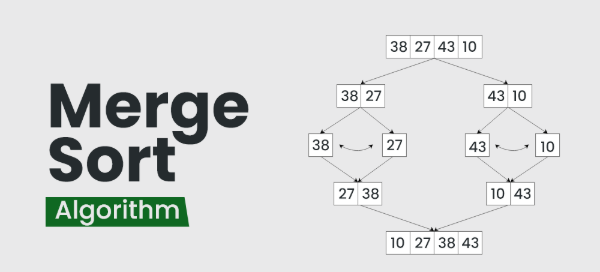 Merge
Sort
Algorithm
38 27 43 10
38 27
43 10
38
27
43
10
27 38
10 43
10 27 38 43